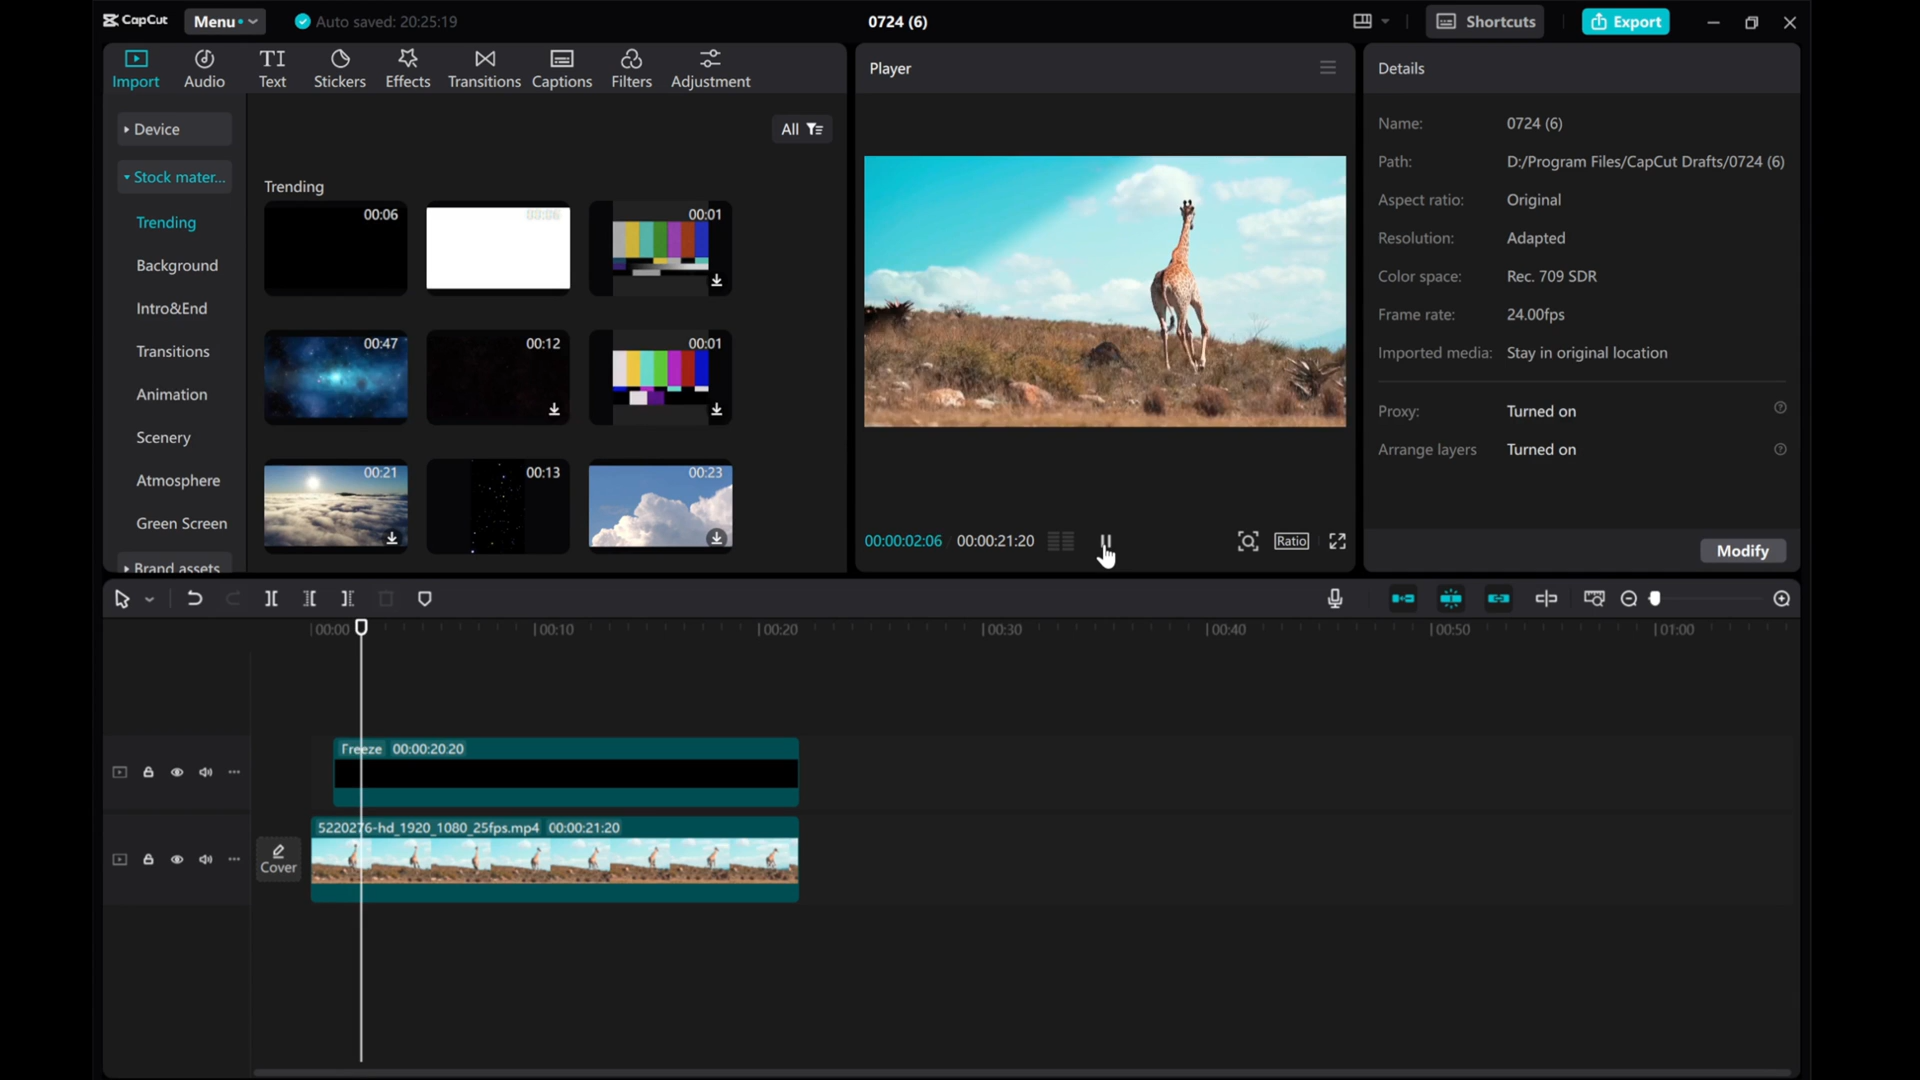 CapCut
Menu
Auto saved: 20:25:19
0724 (6)
Shortcuts
Export
Import
Audio
TI
Text
Stickers
Effects
Transitions
Captions
Filters
Adjustment
Device
Stock mater...
Trending
Background
Intro&End
Transitions
Animation
Scenery
Atmosphere
Green Screen
Brand assets
All
Trending
00:06
00:06
00:01
00:47
00:12
00:01
00:21
00:13
00:23
Player
00:00:02:06
00:00:21:20
Ratio
Details
Name: 0724 (6)
Path: D:/Program Files/CapCut Drafts/0724 (6)
Aspect ratio: Original
Resolution: Adapted
Color space: Rec. 709 SDR
Frame rate: 24.00fps
Imported media: Stay in original location
Proxy: Turned on
Arrange layers Turned on
Modify
00:00
00:10
00:20
00:30
00:40
00:50
01:00
Freeze 00:00:20:20
Cover
5220276-hd_1920_1080_25fps.mp4 00:00:21:20